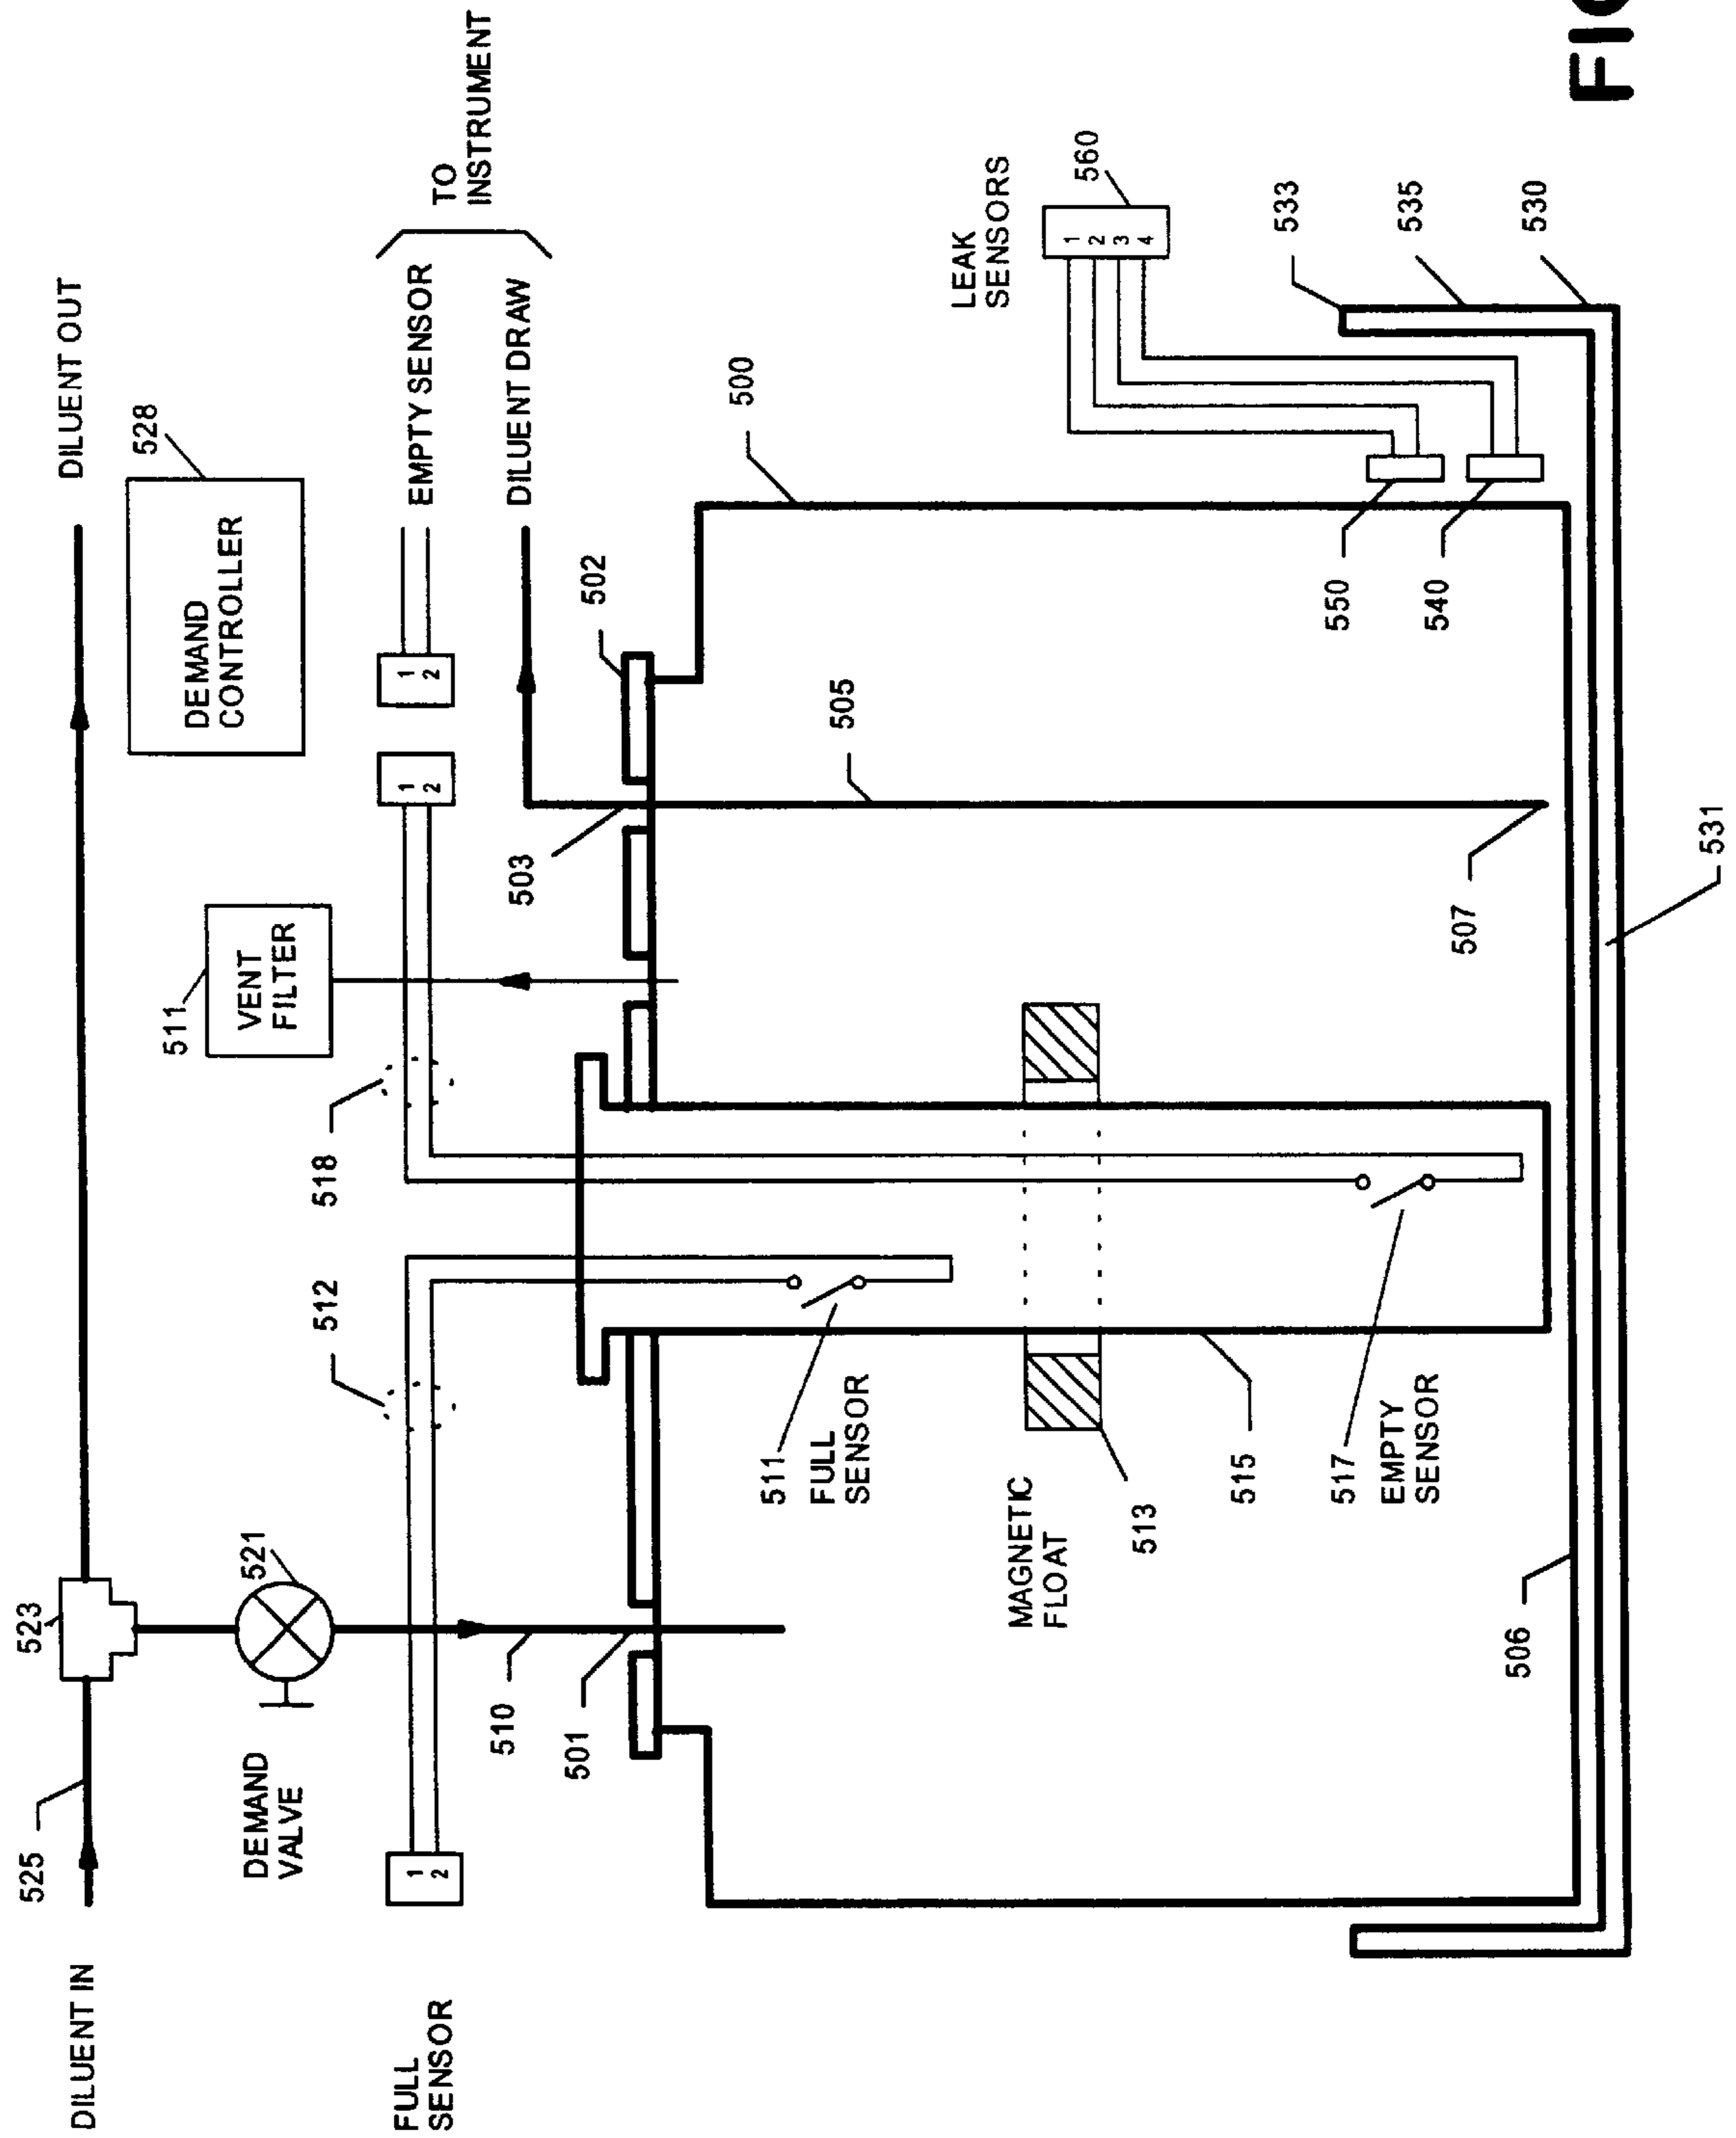 DILUENT IN
525
523
DILUENT OUT
DEMAND
VALVE
521
DEMAND
CONTROLLER
528
FULL
SENSOR
1
2
512
518
511
VENT
FILTER
1
2
1
2
EMPTY SENSOR
DILUENT DRAW
TO
INSTRUMENT
510
501
503
502
505
500
511
FULL
SENSOR
MAGNETIC
FLOAT
513
515
517
EMPTY
SENSOR
506
507
531
LEAK
SENSORS
1
2
3
4
560
550
540
533
535
530